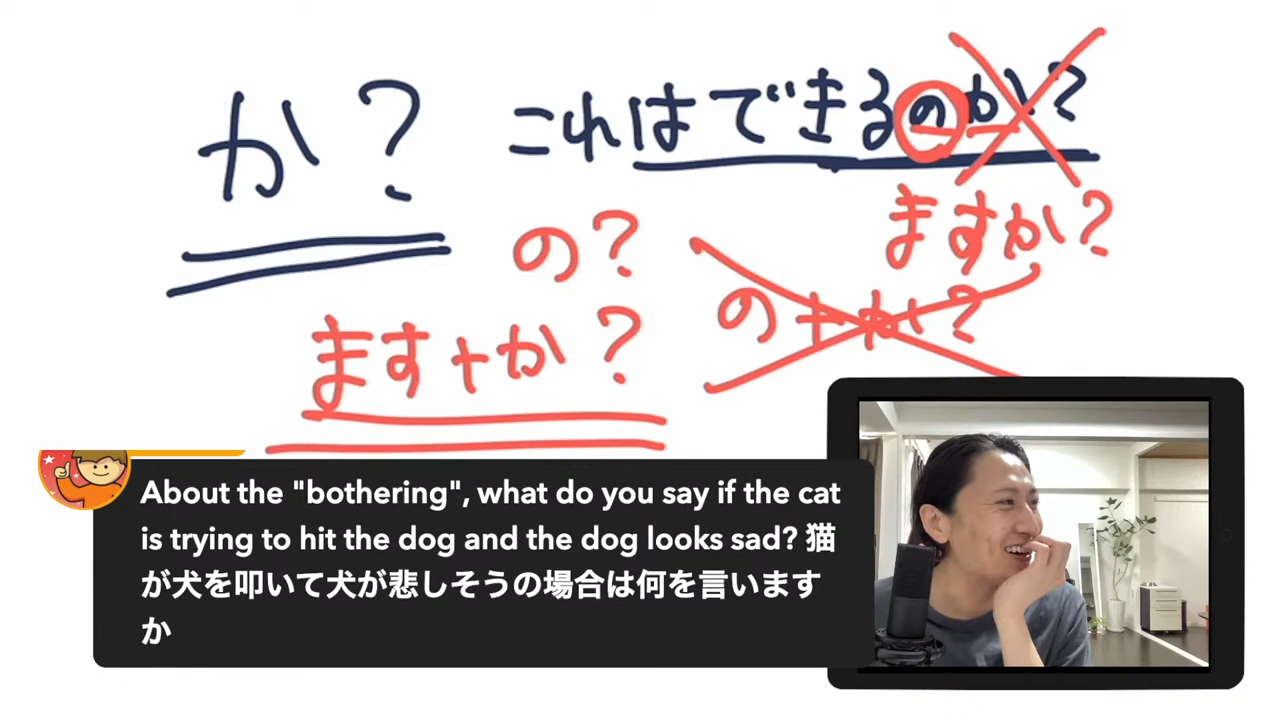 か？
これはできるのか？
ますか？
の？
の+か？
ます+か？
About the "bothering", what do you say if the cat
is trying to hit the dog and the dog looks sad? 猫
が犬を叩いて犬が悲しそうの場合は何を言います
か